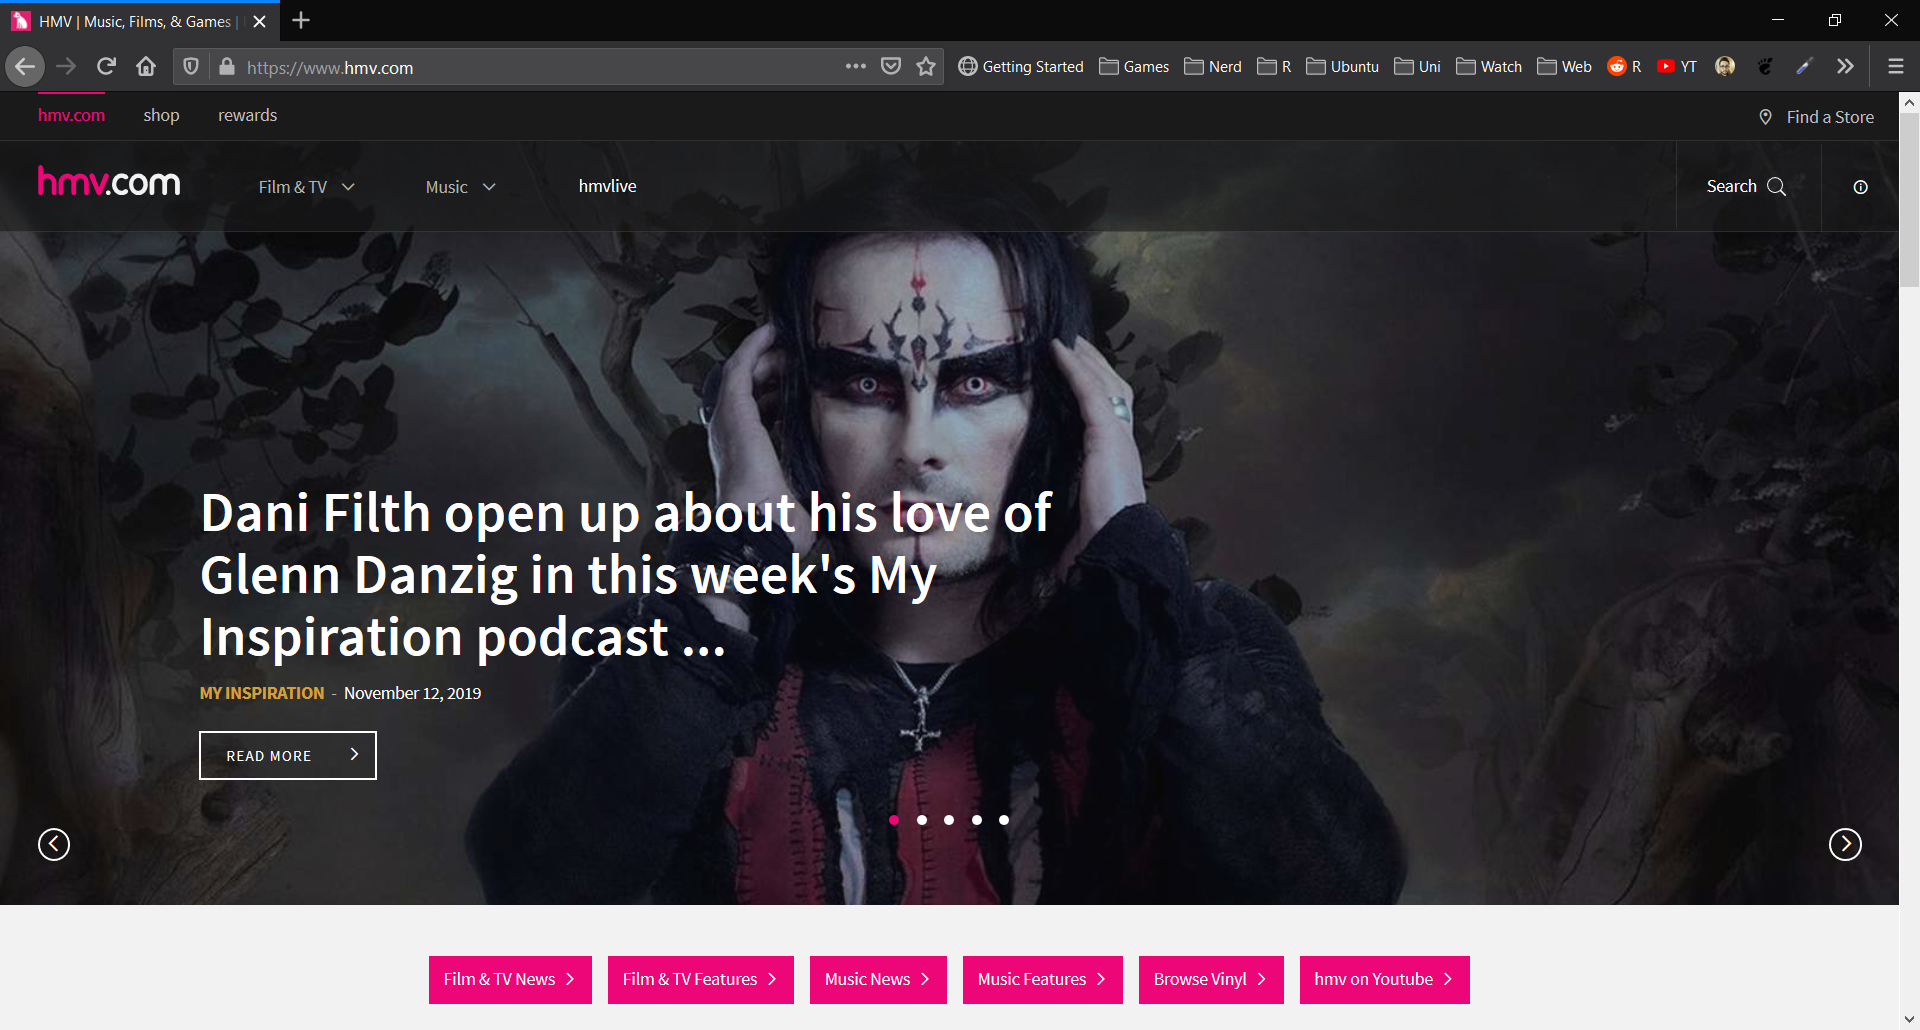 HMV | Music, Films, & Games |
https://www.hmv.com
Getting Started
Games
Nerd
R
Ubuntu
Uni
Watch
Web
R
YT
hmv.com
shop
rewards
Find a Store
hmv.com
Film & TV
Music
hmvlive
Search
Dani Filth open up about his love of
Glenn Danzig in this week's My
Inspiration podcast ...
MY INSPIRATION - November 12, 2019
READ MORE
Film & TV News
Film & TV Features
Music News
Music Features
Browse Vinyl
hmv on Youtube